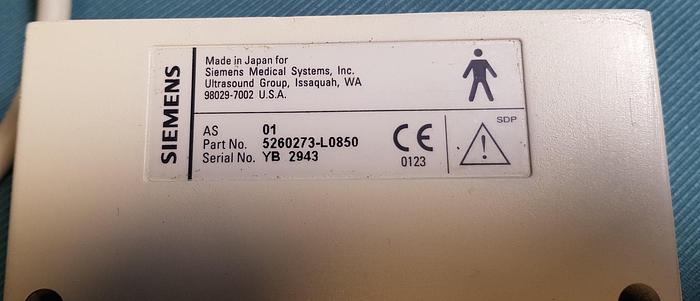 SIEMENS
Made in Japan for
Siemens Medical Systems, Inc.
Ultrasound Group, Issaquah, WA
98029-7002 U.S.A.
AS 01
Part No. 5260273-L0850
Serial No. YB 2943
CE
0123
SDP
!